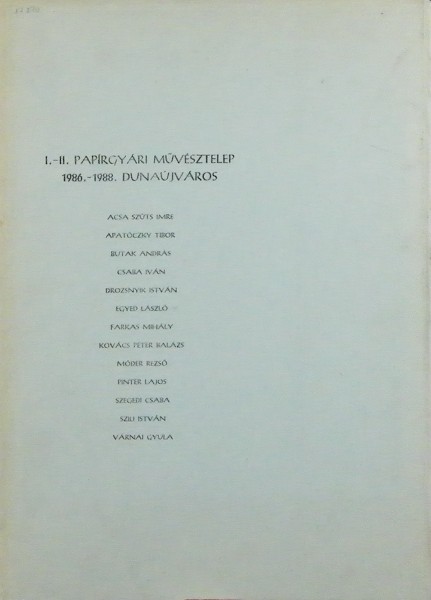 I.-II. PAPÍRGYÁRI MŰVÉSZTELEP
1986.-1988. DUNAÚJVÁROS
ACSA SZŰTS IMRE
APATÓCZKY TIBOR
BUTAK ANDRÁS
CSABA IVÁN
DROZSNYIK ISTVÁN
EGYED LÁSZLÓ
FARKAS MIHÁLY
KOVÁCS PÉTER BALÁZS
MÓDER REZSŐ
PINTÉR LAJOS
SZEGEDI CSABA
SZILI ISTVÁN
VÁRNAI GYULA